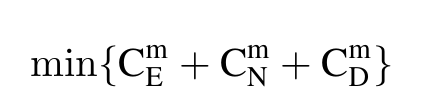 min{C_E^m + C_N^m + C_D^m}